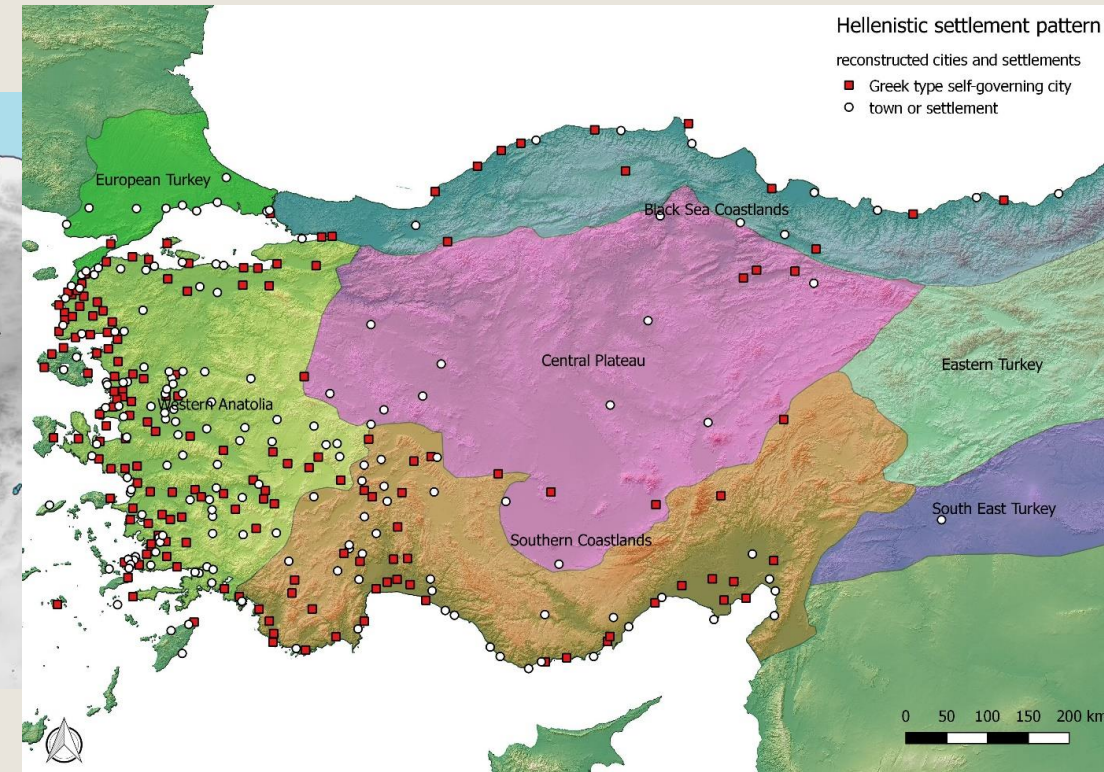 Hellenistic settlement pattern
reconstructed cities and settlements
Greek type self-governing city
town or settlement
European Turkey
Black Sea Coastlands
Central Plateau
Eastern Turkey
Western Anatolia
South East Turkey
Southern Coastlands
0 50 100 150 200 km